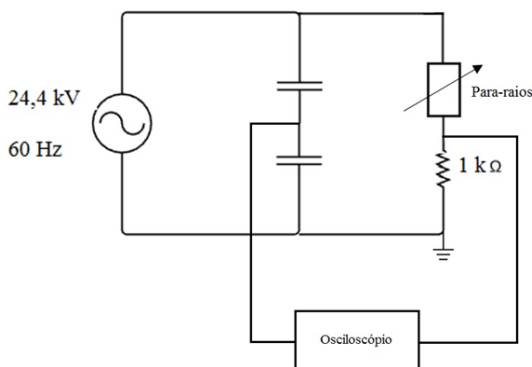 24,4 kV
60 Hz
Para-raios
1 kΩ
Osciloscópio